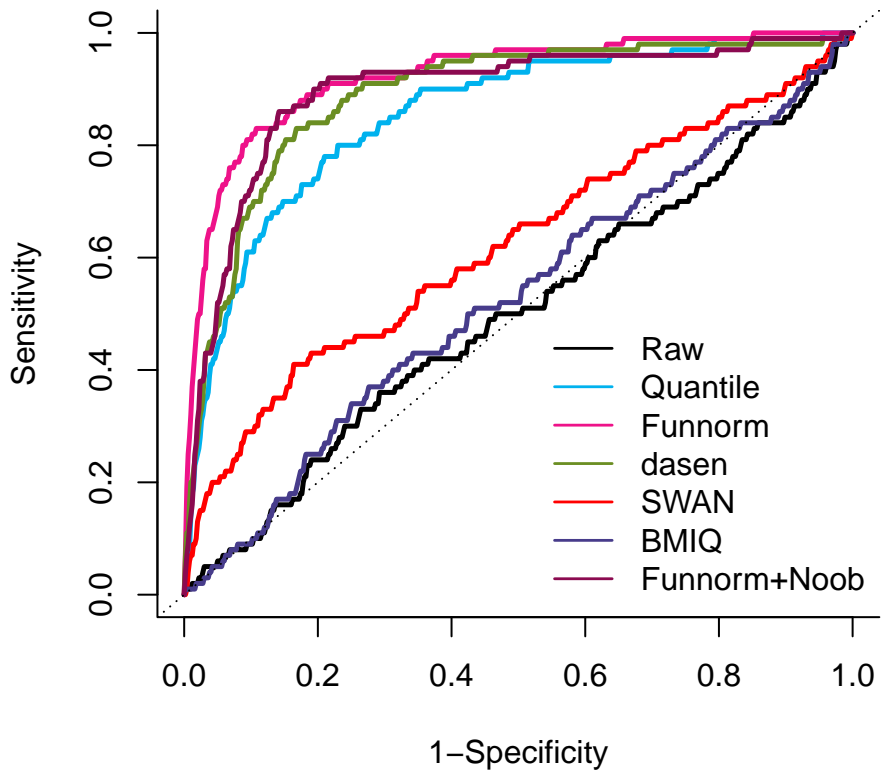 1.0
0.8
0.6
0.4
0.2
0.0
Sensitivity
Raw
Quantile
Funnorm
dasen
SWAN
BMIQ
Funnorm+Noob
0.0 0.2 0.4 0.6 0.8 1.0
1−Specificity